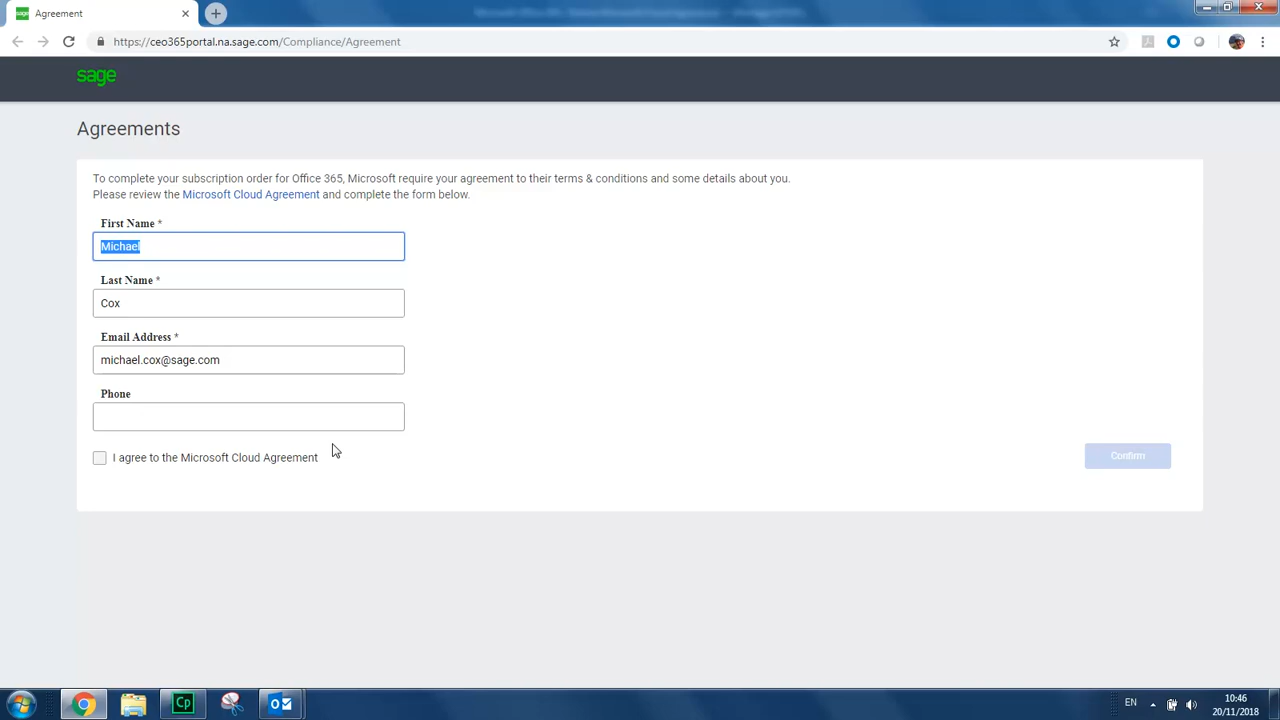 Agreement
https://ceo365portal.na.sage.com/Compliance/Agreement
sage
Agreements
To complete your subscription order for Office 365, Microsoft require your agreement to their terms & conditions and some details about you.
Please review the Microsoft Cloud Agreement and complete the form below.
First Name *
Michael
Last Name *
Cox
Email Address *
michael.cox@sage.com
Phone
I agree to the Microsoft Cloud Agreement
Confirm
Cp
EN
10:46
20/11/2018